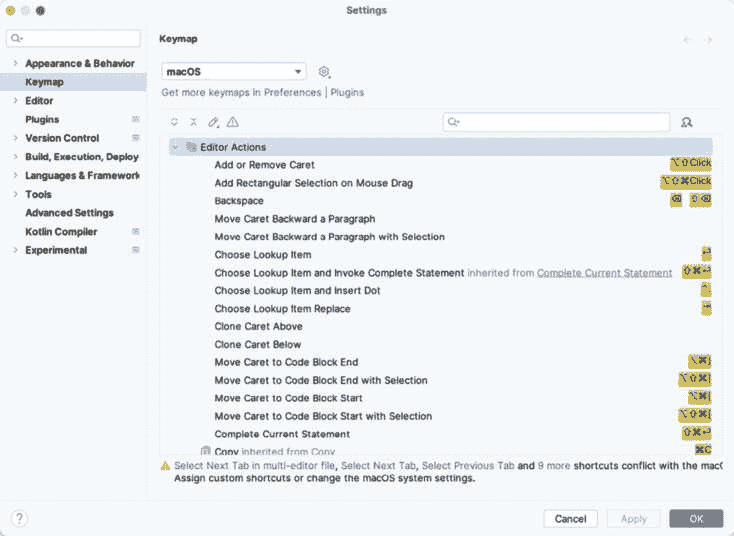 Settings
Appearance & Behavior
Keymap
Editor
Plugins
Version Control
Build, Execution, Deploy
Languages & Framework
Tools
Advanced Settings
Kotlin Compiler
Experimental
Keymap
macOS
Get more keymaps in Preferences | Plugins
Editor Actions
Add or Remove Caret ⌥⇧Click
Add Rectangular Selection on Mouse Drag ⌥⇧⌘Click
Backspace ⌫ ⇧⌫
Move Caret Backward a Paragraph
Move Caret Backward a Paragraph with Selection
Choose Lookup Item ⏎
Choose Lookup Item and Invoke Complete Statement inherited from Complete Current Statement ⇧⌘⏎
Choose Lookup Item and Insert Dot
Choose Lookup Item Replace
Clone Caret Above
Clone Caret Below
Move Caret to Code Block End ⌥⌘]
Move Caret to Code Block End with Selection ⌥⇧⌘]
Move Caret to Code Block Start ⌥⌘[
Move Caret to Code Block Start with Selection ⌥⇧⌘[
Complete Current Statement ⇧⌘⏎
Copy inherited from Copy ⌘C
Select Next Tab in multi-editor file, Select Next Tab, Select Previous Tab and 9 more shortcuts conflict with the mac
Assign custom shortcuts or change the macOS system settings.
? Cancel Apply OK